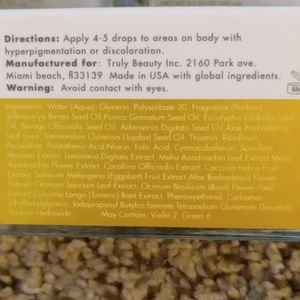 Directions: Apply 4-5 drops to areas on body with
hyperpigmentation or discoloration.
Manufactured for: Truly Beauty Inc. 2160 Park ave.
Miami beach, fl33139 Made in USA with global ingredients.
Warning: Avoid contact with eyes.
Ingredients: Water (Aqua), Glycerin, Polysorbate 20, Fragrance (Parfum)
Sclerocarya Birrea Seed Oil Punica Granatum Seed Oil, Eucalyptus Globulus Leaf
Oil, Borago Officinalis Seed Oil, Adansonia Digitata Seed Oil Aloe Barbadensis
Leaf Juice, Simmondsia Chinensis (Jojoba) Seed Oil, Thiamin, Riboflavin,
Pyridoxine, Pantothenic Acid Niacin, Folic Acid, Cyanocobalamin, Spirulina
Maxima Extract, Laminaria Digitata Extract, Melia Azadirachta Leaf Extract Melia
Azadirachta Flower Extract, Corallina Officinalis Extract, Coccinia Indica Fruit
Extract, Solanum Melongena (Eggplant) Fruit Extract, Aloe Barbadensis Flower
Extract Ocimum Sanctum Leaf Extract, Ocimum Basilicum (Basil) Flower/Leaf
Extract Curcuma Longa (Turmeric) Root Extract, Phenoxyethanol, Carbomer,
Ethylhexylglycerin, Iodopropynyl Butylcarbamate, Tetrasodium Glutamate Diacetate,
Sodium Hydroxide May Contain: Violet 2, Green 6